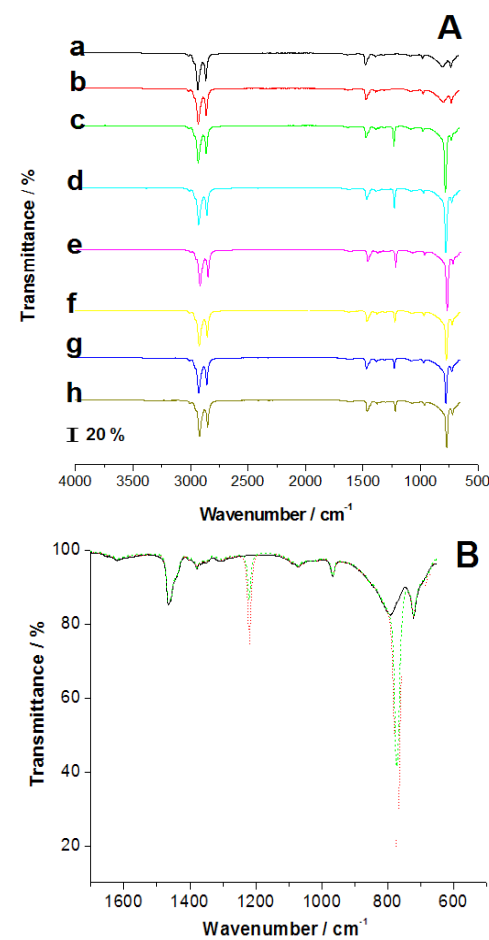 A
a
b
c
d
e
f
g
h
20 %
Transmittance / %
4000 3500 3000 2500 2000 1500 1000 500
Wavenumber / cm-1
B
100
80
60
40
20
Transmittance / %
1600 1400 1200 1000 800 600
Wavenumber / cm-1